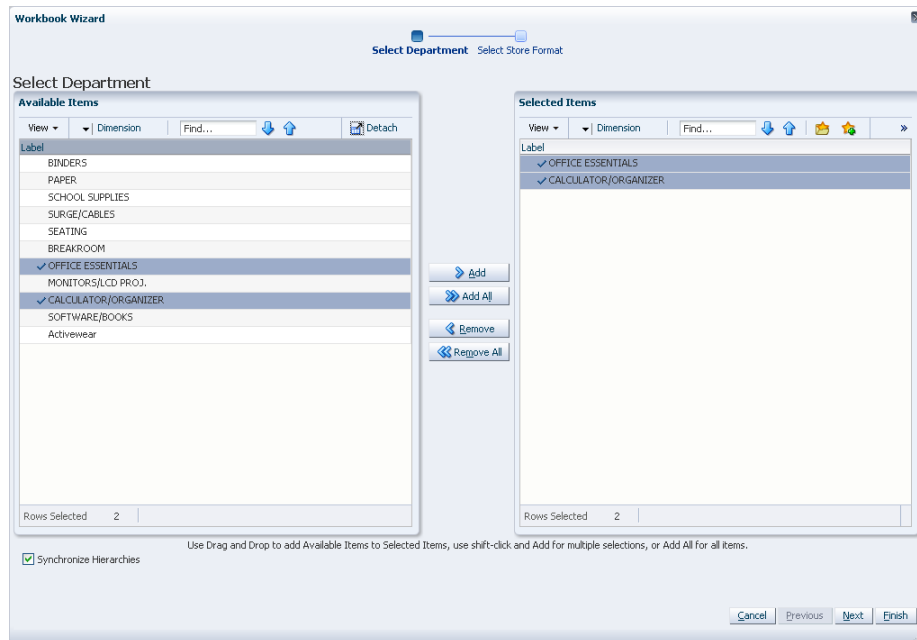 Workbook Wizard
Select Department Select Store Format
Select Department
Available Items
View Dimension Find... Detach
Label
BINDERS
PAPER
SCHOOL SUPPLIES
SURGE/CABLES
SEATING
BREAKROOM
OFFICE ESSENTIALS
MONITORS/LCD PROJ.
CALCULATOR/ORGANIZER
SOFTWARE/BOOKS
Activewear
Rows Selected 2
Add
Add All
Remove
Remove All
Selected Items
View Dimension Find... »
Label
OFFICE ESSENTIALS
CALCULATOR/ORGANIZER
Rows Selected 2
Use Drag and Drop to add Available Items to Selected Items, use shift-click and Add for multiple selections, or Add All for all items.
Synchronize Hierarchies
Cancel Previous Next Finish